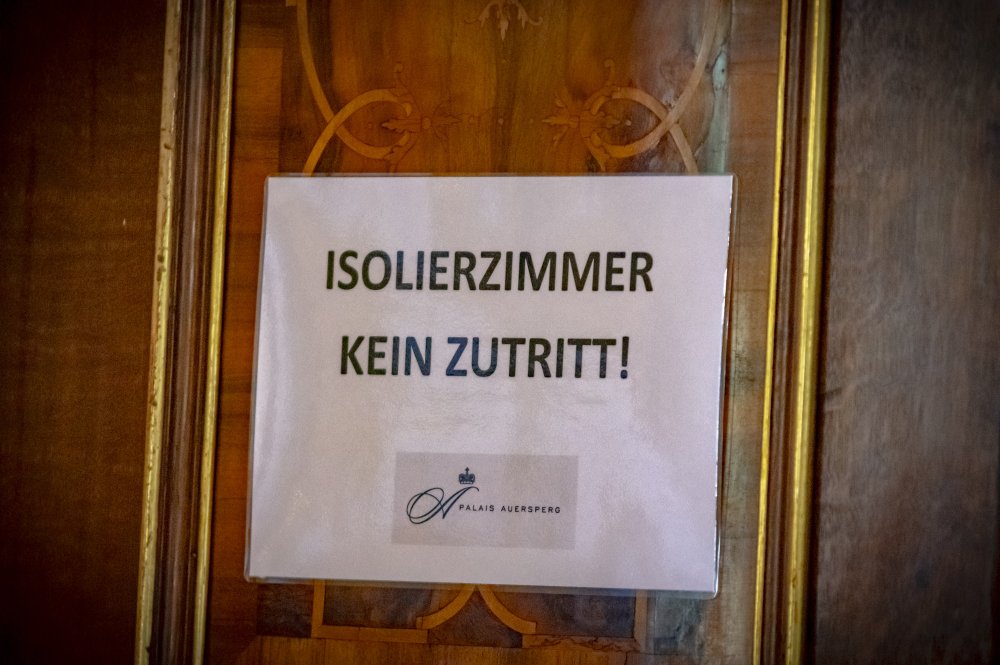 ISOLIERZIMMER
KEIN ZUTRITT!
A PALAIS AUERSPERG